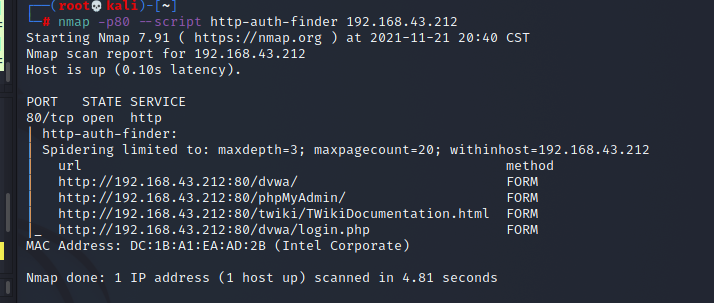 ┌──(root💀kali)-[~]
└─# nmap -p80 --script http-auth-finder 192.168.43.212
Starting Nmap 7.91 ( https://nmap.org ) at 2021-11-21 20:40 CST
Nmap scan report for 192.168.43.212
Host is up (0.10s latency).

PORT   STATE SERVICE
80/tcp open  http
| http-auth-finder:
| Spidering limited to: maxdepth=3; maxpagecount=20; withinhost=192.168.43.212
|   url                                                   method
|   http://192.168.43.212:80/dvwa/                        FORM
|   http://192.168.43.212:80/phpMyAdmin/                  FORM
|   http://192.168.43.212:80/twiki/TWikiDocumentation.html  FORM
|_  http://192.168.43.212:80/dvwa/login.php               FORM
MAC Address: DC:1B:A1:EA:AD:2B (Intel Corporate)

Nmap done: 1 IP address (1 host up) scanned in 4.81 seconds